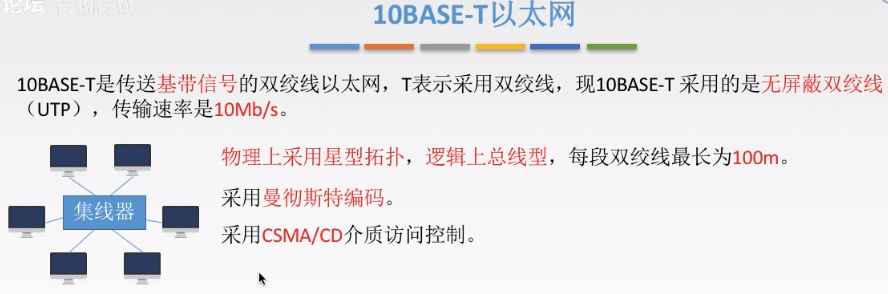 论坛
10BASE-T以太网
10BASE-T是传送基带信号的双绞线以太网，T表示采用双绞线，现10BASE-T 采用的是无屏蔽双绞线
（UTP），传输速率是10Mb/s。
物理上采用星型拓扑，逻辑上总线型，每段双绞线最长为100m。
集线器
采用曼彻斯特编码。
采用CSMA/CD介质访问控制。